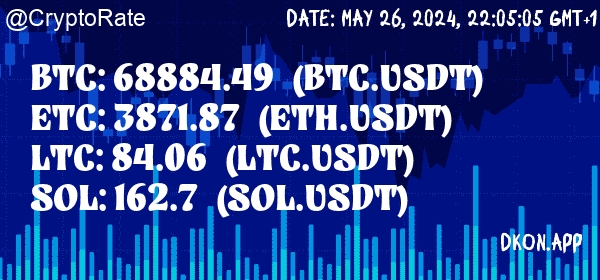 @CryptoRate
DATE: MAY 26, 2024, 22:05:05 GMT+1
BTC: 68884.49 (BTC.USDT)
ETC: 3871.87 (ETH.USDT)
LTC: 84.06 (LTC.USDT)
SOL: 162.7 (SOL.USDT)
DKON.APP